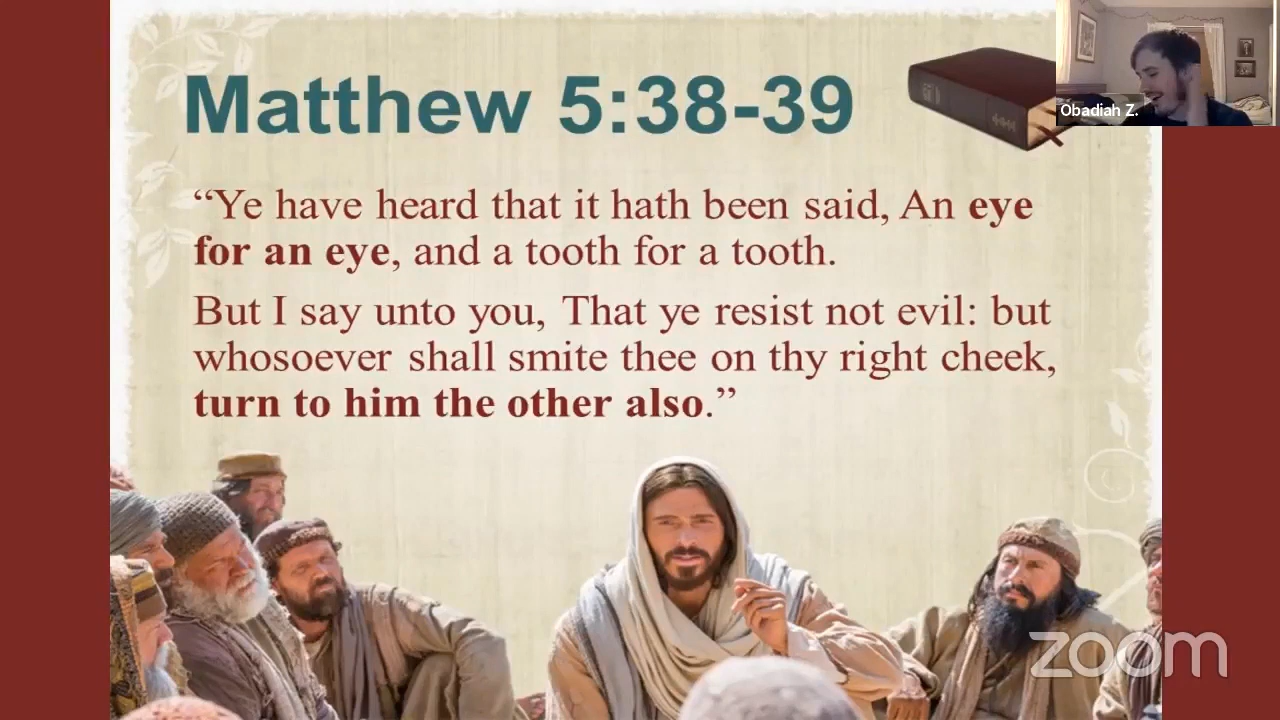 Matthew 5:38-39
Obadiah Z.
“Ye have heard that it hath been said, An eye
for an eye, and a tooth for a tooth.
But I say unto you, That ye resist not evil: but
whosoever shall smite thee on thy right cheek,
turn to him the other also.”
zoom